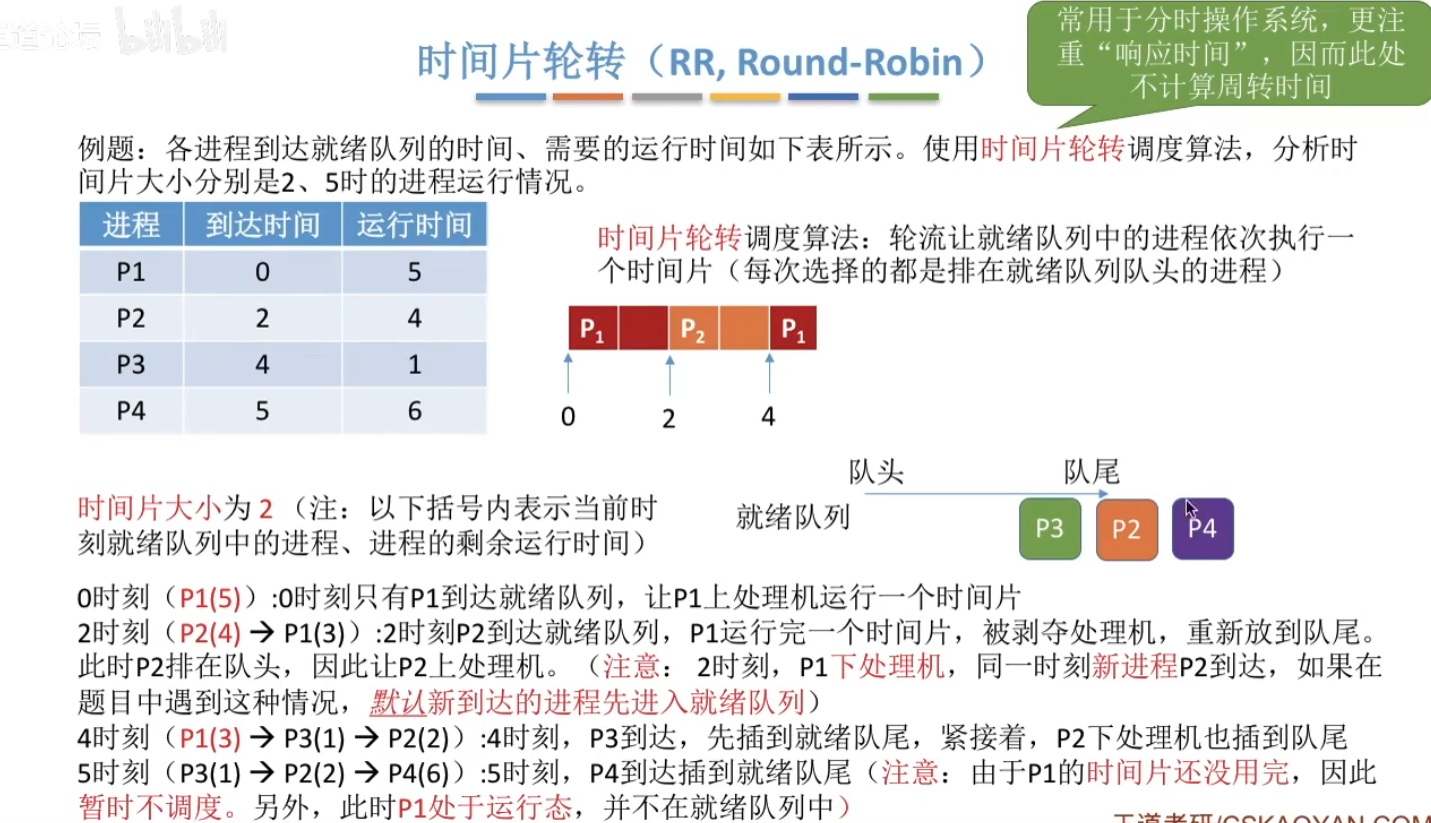 道论坛 bilibili
常用于分时操作系统，更注
重“响应时间”，因而此处
不计算周转时间
时间片轮转（RR, Round-Robin）
例题：各进程到达就绪队列的时间、需要的运行时间如下表所示。使用时间片轮转调度算法，分析时
间片大小分别是2、5时的进程运行情况。
进程 到达时间 运行时间
P1 0 5
P2 2 4
P3 4 1
P4 5 6
时间片轮转调度算法：轮流让就绪队列中的进程依次执行一
个时间片（每次选择的都是排在就绪队列队头的进程）
P₁ P₂ P₁
0 2 4
队头 队尾
就绪队列 P3 P2 P4
时间片大小为 2 （注：以下括号内表示当前时
刻就绪队列中的进程、进程的剩余运行时间）
0时刻（P1(5)）:0时刻只有P1到达就绪队列，让P1上处理机运行一个时间片
2时刻（P2(4) → P1(3)）:2时刻P2到达就绪队列，P1运行完一个时间片，被剥夺处理机，重新放到队尾。
此时P2排在队头，因此让P2上处理机。（注意： 2时刻，P1下处理机，同一时刻新进程P2到达，如果在
题目中遇到这种情况，默认新到达的进程先进入就绪队列）
4时刻（P1(3) → P3(1) → P2(2)）:4时刻，P3到达，先插到就绪队尾，紧接着，P2下处理机也插到队尾
5时刻（P3(1) → P2(2) → P4(6)）:5时刻，P4到达插到就绪队尾（注意：由于P1的时间片还没用完，因此
暂时不调度。另外，此时P1处于运行态，并不在就绪队列中）
王道考研/CSKAOYAN.COM